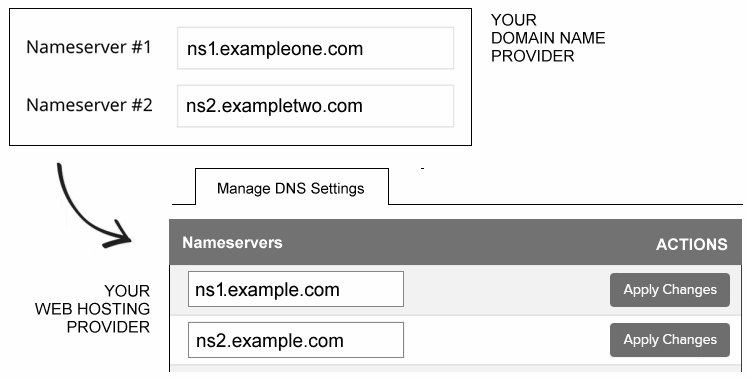 Nameserver #1
ns1.exampleone.com
YOUR
DOMAIN NAME
PROVIDER
Nameserver #2
ns2.exampletwo.com
Manage DNS Settings
Nameservers
ACTIONS
YOUR
WEB HOSTING
PROVIDER
ns1.example.com
Apply Changes
ns2.example.com
Apply Changes